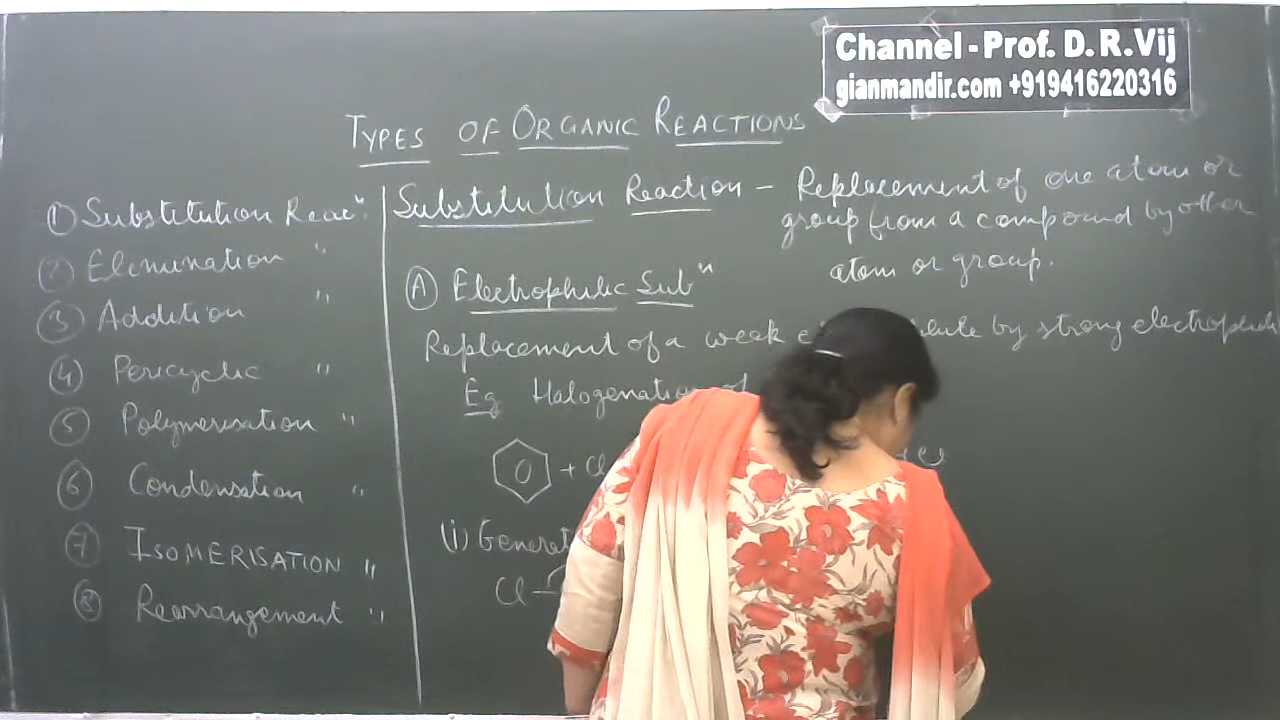 Channel - Prof. D. R. Vij
gianmandir.com +919416220316
TYPES OF ORGANIC REACTIONS
① Substitution Reacⁿ.
② Elimination "
③ Addition "
④ Pericyclic "
⑤ Polymerisation "
⑥ Condensation "
⑦ ISOMERISATION "
⑧ Rearrangement "
Substitution Reaction - Replacement of one atom or
group from a compound by other
atom or group.
Ⓐ Electrophilic Subⁿ
Replacement of a weak by strong
Eg Halogenation of
+ Cl
(i)
Cl -